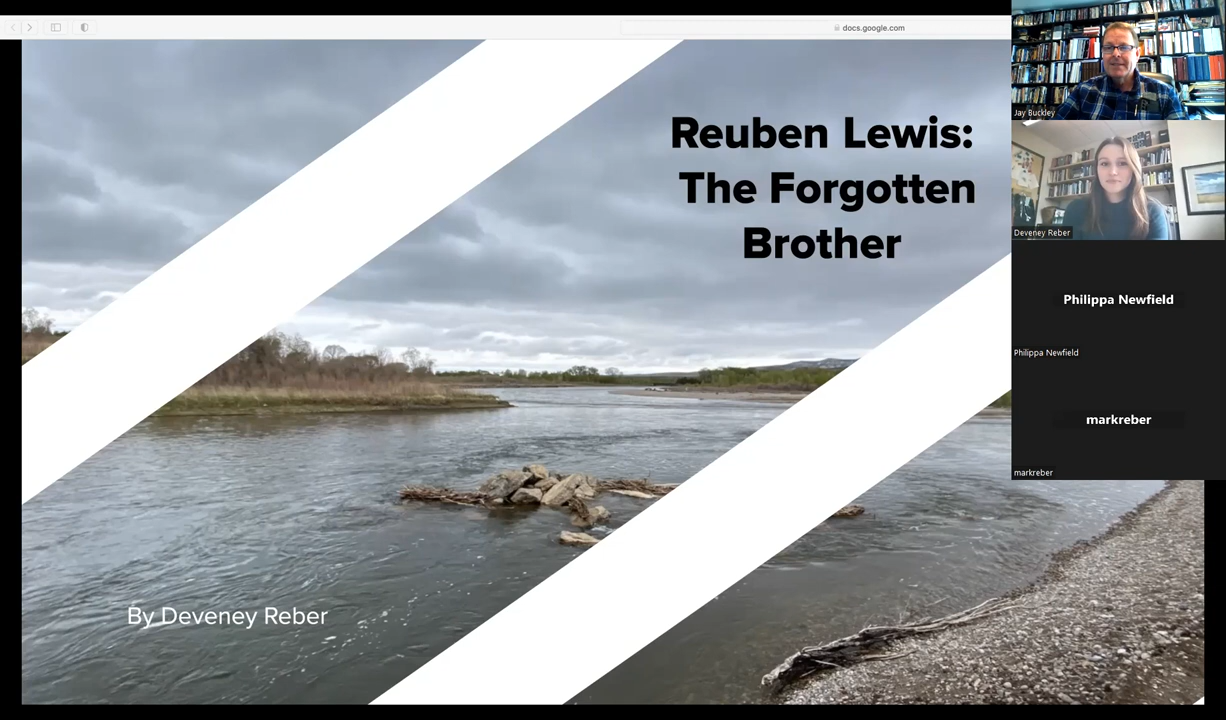 docs.google.com
Reuben Lewis:
The Forgotten
Brother
By Deveney Reber
Jay Buckley
Deveney Reber
Philippa Newfield
Philippa Newfield
markreber
markreber